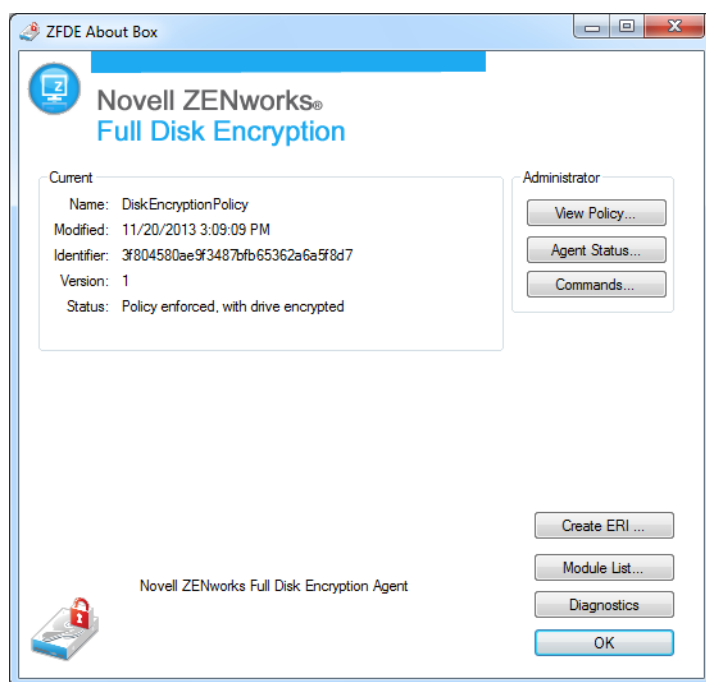 ZFDE About Box
Novell ZENworks®
Full Disk Encryption
Current
Name: DiskEncryptionPolicy
Modified: 11/20/2013 3:09:09 PM
Identifier: 3f804580ae9f3487bfb65362a6a5f8d7
Version: 1
Status: Policy enforced, with drive encrypted
Administrator
View Policy...
Agent Status...
Commands...
Create ERI ...
Module List...
Novell ZENworks Full Disk Encryption Agent
Diagnostics
OK